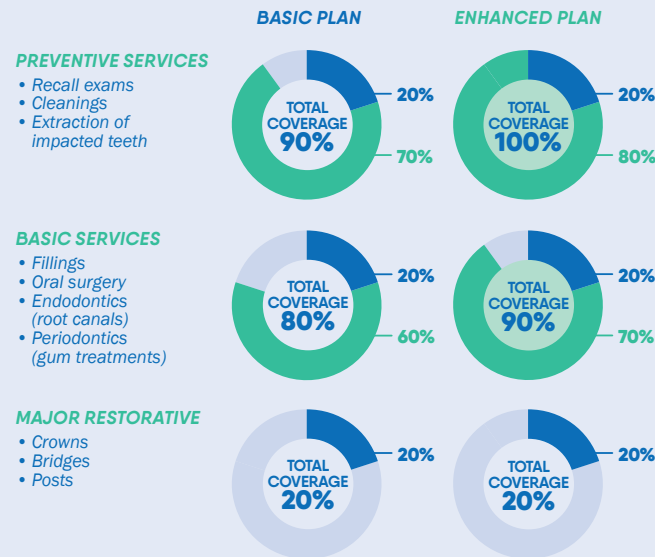 BASIC PLAN
ENHANCED PLAN
PREVENTIVE SERVICES
• Recall exams
• Cleanings
• Extraction of
impacted teeth
TOTAL
COVERAGE
90%
20%
70%
TOTAL
COVERAGE
100%
20%
80%
BASIC SERVICES
• Fillings
• Oral surgery
• Endodontics
(root canals)
• Periodontics
(gum treatments)
TOTAL
COVERAGE
80%
20%
60%
TOTAL
COVERAGE
90%
20%
70%
MAJOR RESTORATIVE
• Crowns
• Bridges
• Posts
TOTAL
COVERAGE
20%
20%
TOTAL
COVERAGE
20%
20%